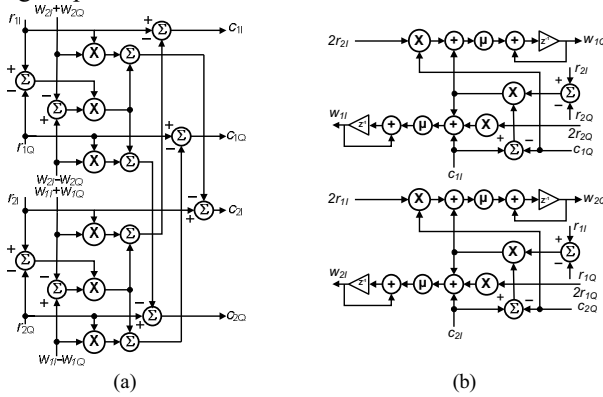 r1I
w2I+w2Q
Σ
c1I
X
Σ
Σ
Σ
X
r1Q
Σ
c1Q
X
Σ
w2I−w2Q
w1I+w1Q
r2I
Σ
c2I
X
Σ
Σ
Σ
X
r2Q
Σ
c2Q
X
Σ
w1I−w1Q
(a)
2r2I
X
+
μ
+
z-1
w1Q
r2I
X
Σ
w1I
z-1
+
μ
+
X
r2Q
2r2Q
Σ
c1Q
c1I
2r1I
X
+
μ
+
z-1
w2Q
r1I
X
Σ
w2I
z-1
+
μ
+
X
r1Q
2r1Q
Σ
c2Q
c2I
(b)